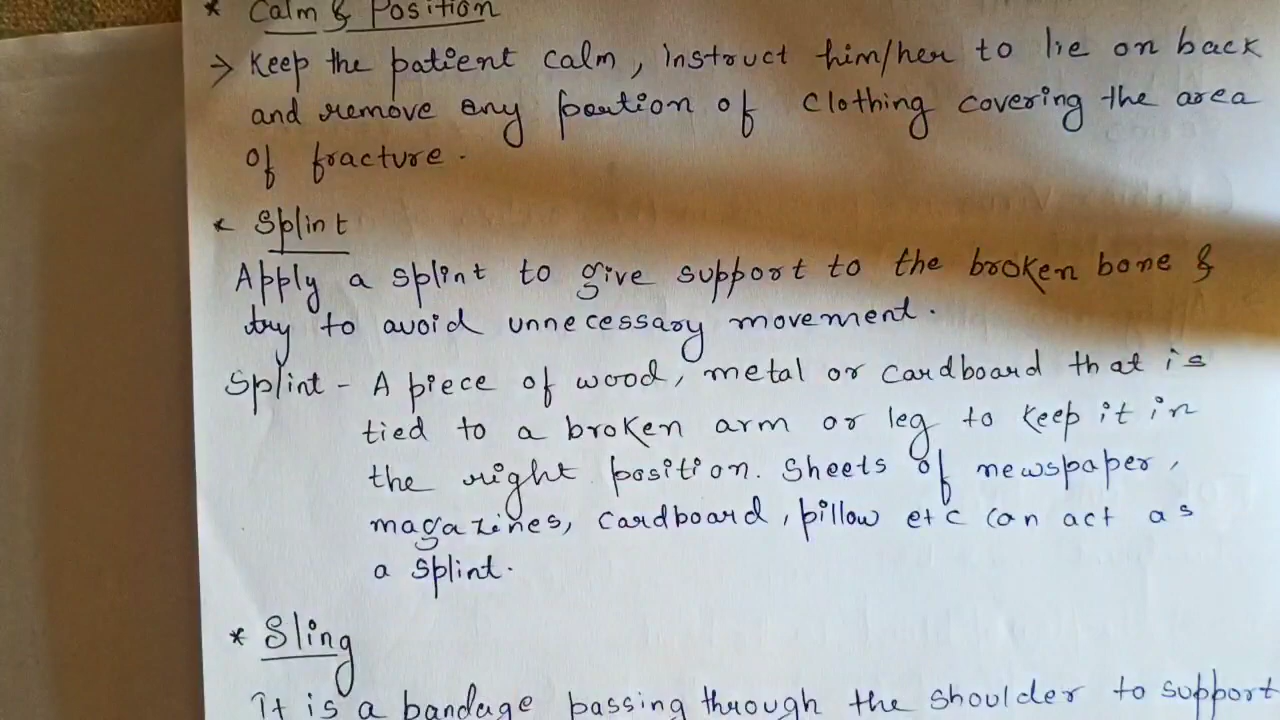 * Calm & Position
→ Keep the patient calm, instruct him/her to lie on back
and remove any portion of clothing covering the area
of fracture.
* Splint
Apply a splint to give support to the broken bone &
try to avoid unnecessary movement.
Splint - A piece of wood, metal or cardboard that is
tied to a broken arm or leg to keep it in
the right position. Sheets of newspaper,
magazines, cardboard, pillow etc can act as
a splint.
* Sling
It is a bandage passing through the shoulder to support